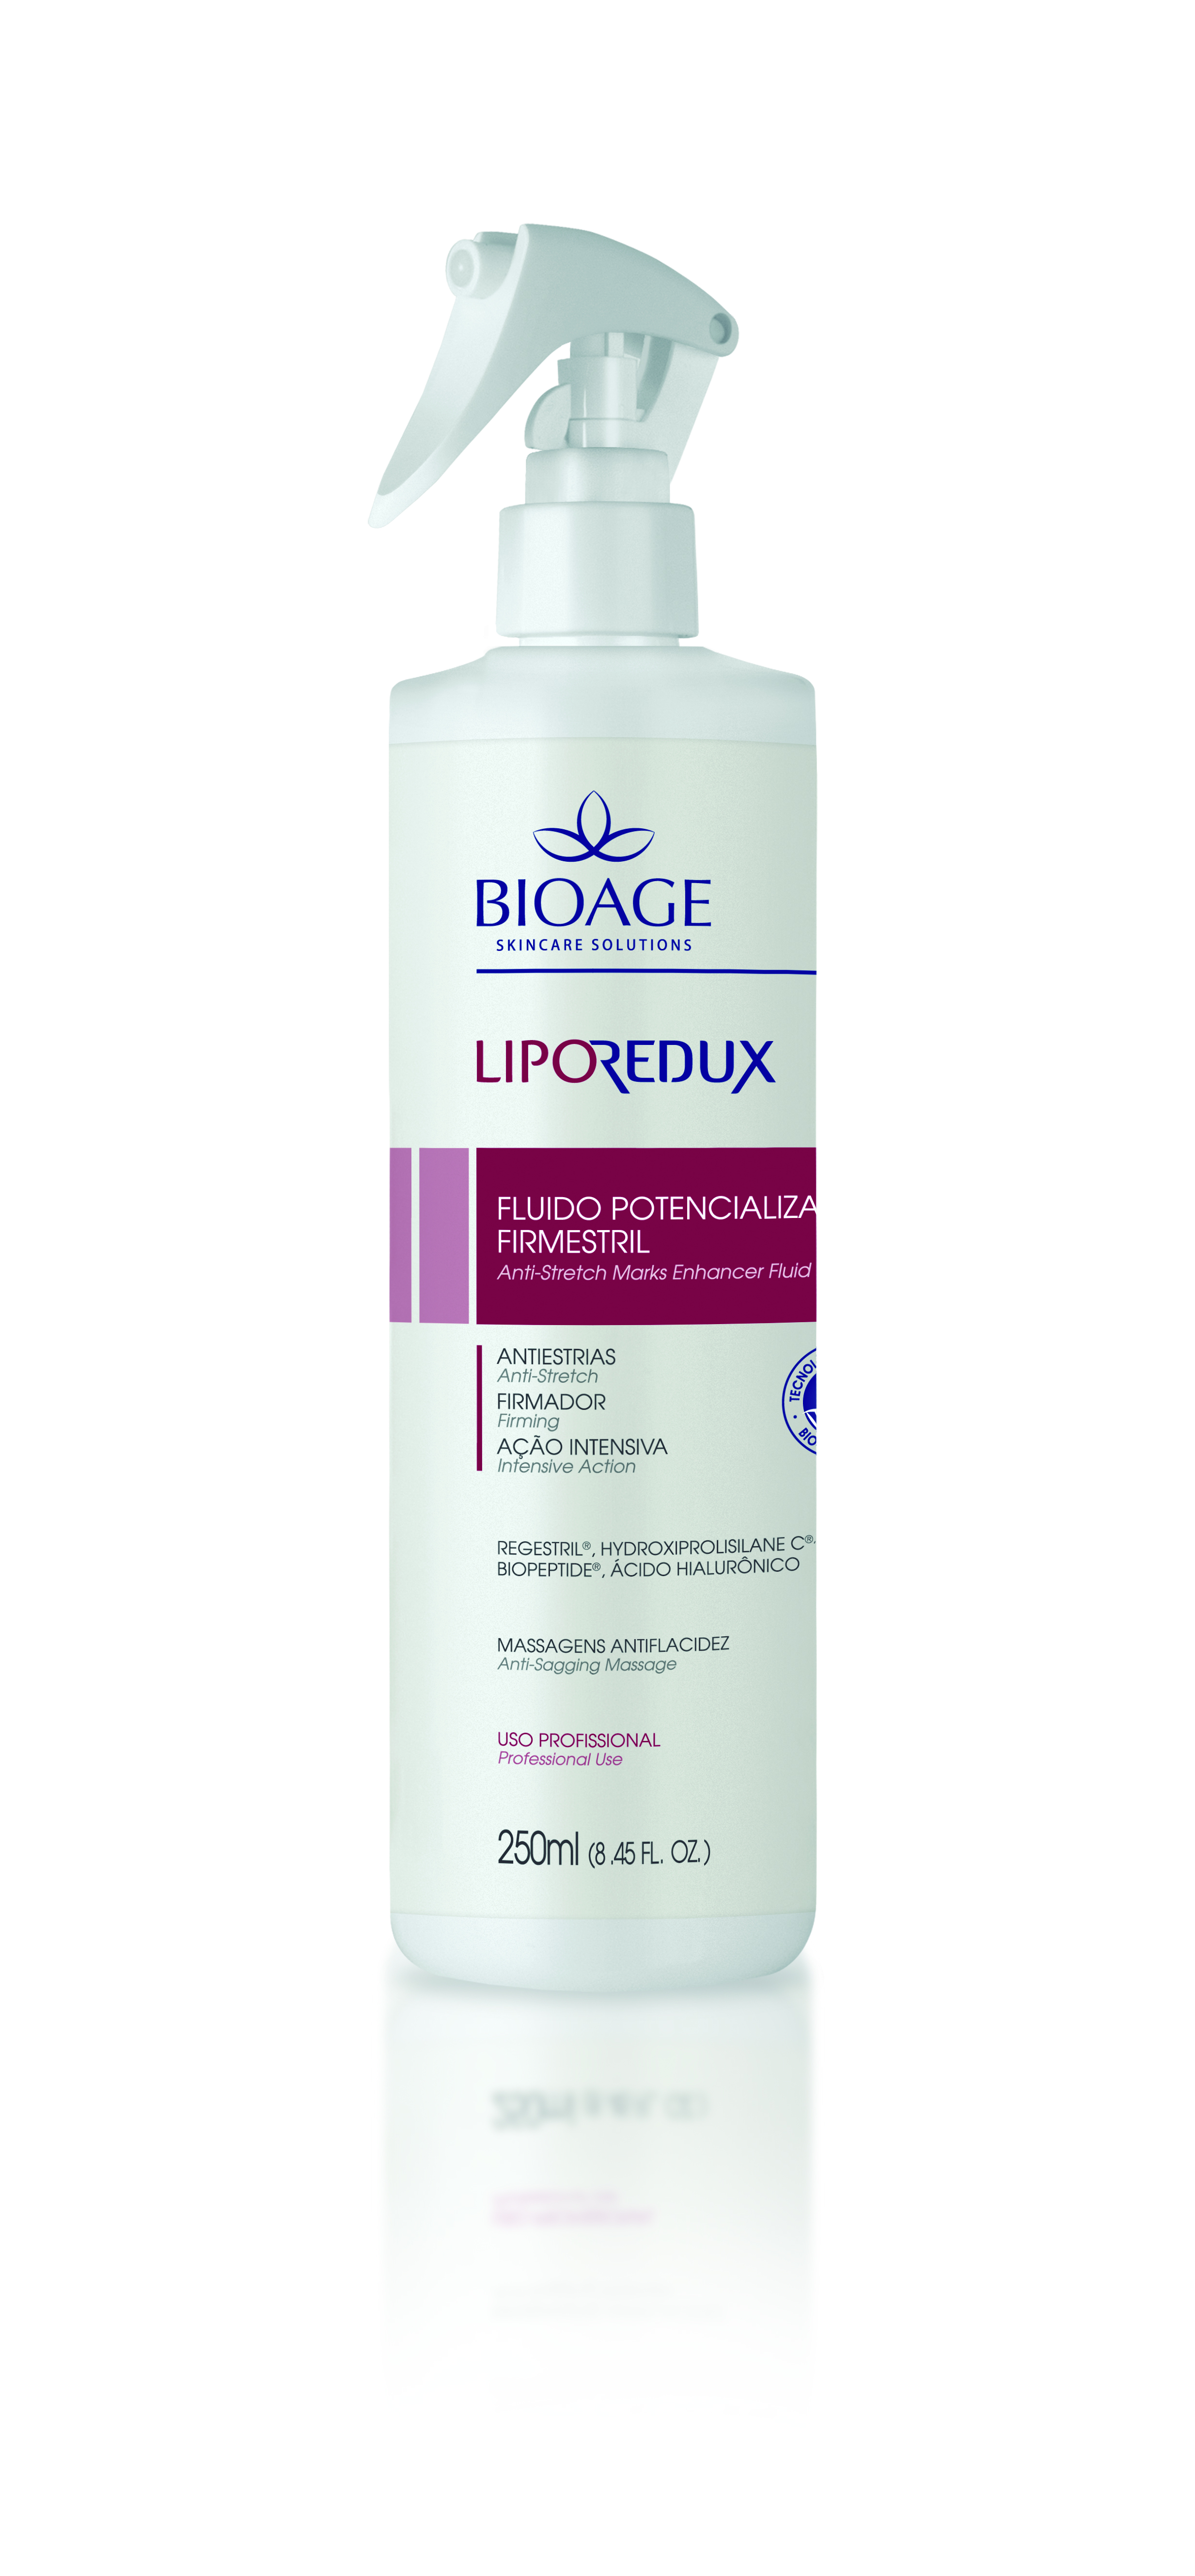 BIOAGE
SKINCARE SOLUTIONS
LIPOREDUX
FLUIDO POTENCIALIZA
FIRMESTRIL
Anti-Stretch Marks Enhancer Fluid
ANTIESTRIAS
Anti-Stretch
FIRMADOR
Firming
AÇÃO INTENSIVA
Intensive Action
TECNOL
BIO
REGESTRIL®, HYDROXIPROLISILANE C®,
BIOPEPTIDE®, ÁCIDO HIALURÔNICO
MASSAGENS ANTIFLACIDEZ
Anti-Sagging Massage
USO PROFISSIONAL
Professional Use
250ml (8.45 FL. OZ.)